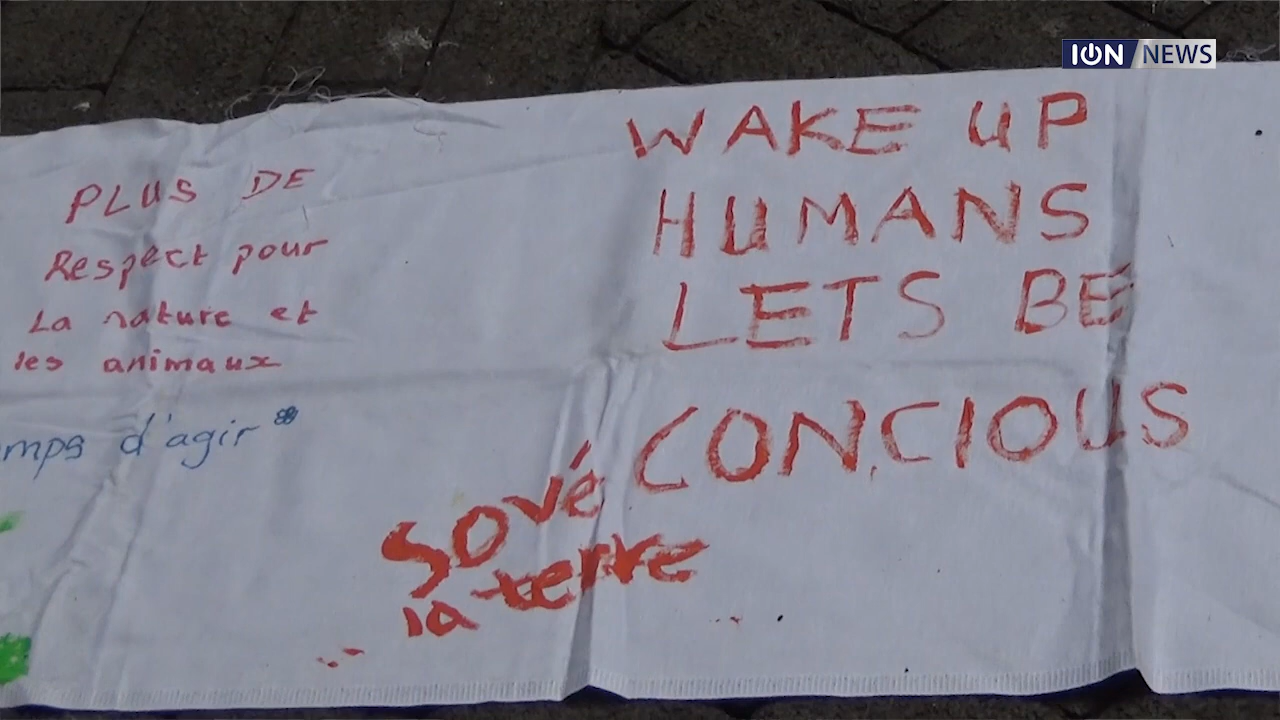 ION NEWS
PLUS DE
Respect pour
La nature et
les animaux
d'agir
WAKE UP
HUMANS
LETS BE
CONCIOUS
sové
la terre